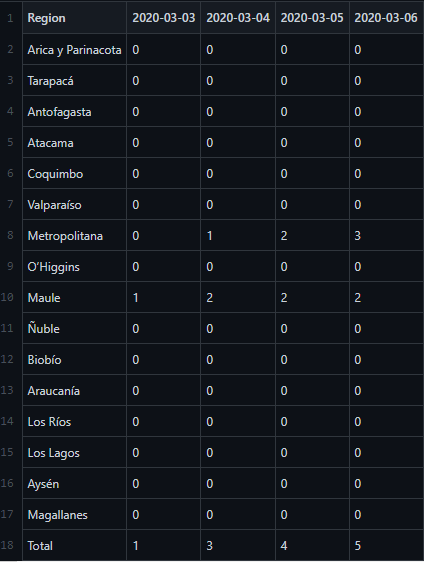 1 Region 2020-03-03 2020-03-04 2020-03-05 2020-03-06
2 Arica y Parinacota 0 0 0 0
3 Tarapacá 0 0 0 0
4 Antofagasta 0 0 0 0
5 Atacama 0 0 0 0
6 Coquimbo 0 0 0 0
7 Valparaíso 0 0 0 0
8 Metropolitana 0 1 2 3
9 O’Higgins 0 0 0 0
10 Maule 1 2 2 2
11 Ñuble 0 0 0 0
12 Biobío 0 0 0 0
13 Araucanía 0 0 0 0
14 Los Ríos 0 0 0 0
15 Los Lagos 0 0 0 0
16 Aysén 0 0 0 0
17 Magallanes 0 0 0 0
18 Total 1 3 4 5